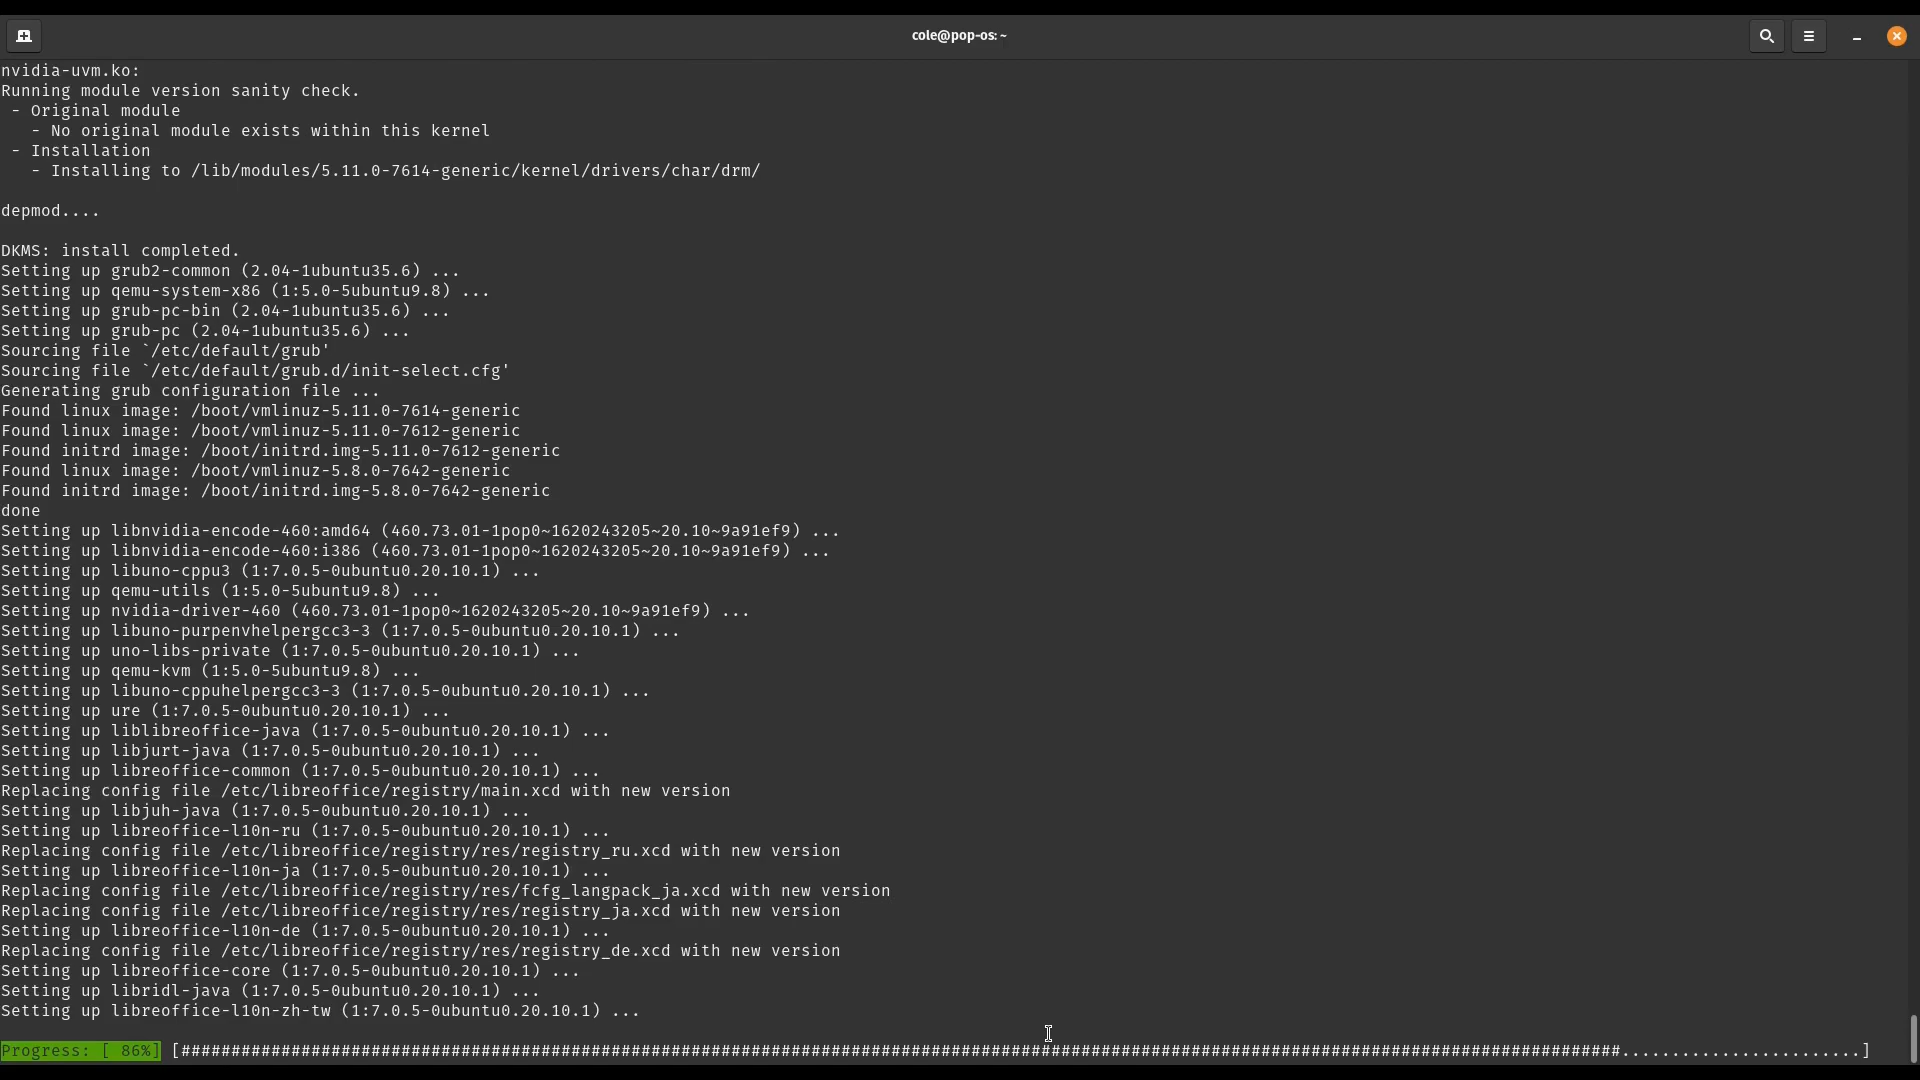 cole@pop-os: ~
nvidia-uvm.ko:
Running module version sanity check.
 - Original module
   - No original module exists within this kernel
 - Installation
   - Installing to /lib/modules/5.11.0-7614-generic/kernel/drivers/char/drm/
depmod....
DKMS: install completed.
Setting up grub2-common (2.04-1ubuntu35.6) ...
Setting up qemu-system-x86 (1:5.0-5ubuntu9.8) ...
Setting up grub-pc-bin (2.04-1ubuntu35.6) ...
Setting up grub-pc (2.04-1ubuntu35.6) ...
Sourcing file `/etc/default/grub'
Sourcing file `/etc/default/grub.d/init-select.cfg'
Generating grub configuration file ...
Found linux image: /boot/vmlinuz-5.11.0-7614-generic
Found linux image: /boot/vmlinuz-5.11.0-7612-generic
Found initrd image: /boot/initrd.img-5.11.0-7612-generic
Found linux image: /boot/vmlinuz-5.8.0-7642-generic
Found initrd image: /boot/initrd.img-5.8.0-7642-generic
done
Setting up libnvidia-encode-460:amd64 (460.73.01-1pop0~1620243205~20.10~9a91ef9) ...
Setting up libnvidia-encode-460:i386 (460.73.01-1pop0~1620243205~20.10~9a91ef9) ...
Setting up libuno-cppu3 (1:7.0.5-0ubuntu0.20.10.1) ...
Setting up qemu-utils (1:5.0-5ubuntu9.8) ...
Setting up nvidia-driver-460 (460.73.01-1pop0~1620243205~20.10~9a91ef9) ...
Setting up libuno-purpenvhelpergcc3-3 (1:7.0.5-0ubuntu0.20.10.1) ...
Setting up uno-libs-private (1:7.0.5-0ubuntu0.20.10.1) ...
Setting up qemu-kvm (1:5.0-5ubuntu9.8) ...
Setting up libuno-cppuhelpergcc3-3 (1:7.0.5-0ubuntu0.20.10.1) ...
Setting up ure (1:7.0.5-0ubuntu0.20.10.1) ...
Setting up liblibreoffice-java (1:7.0.5-0ubuntu0.20.10.1) ...
Setting up libjurt-java (1:7.0.5-0ubuntu0.20.10.1) ...
Setting up libreoffice-common (1:7.0.5-0ubuntu0.20.10.1) ...
Replacing config file /etc/libreoffice/registry/main.xcd with new version
Setting up libjuh-java (1:7.0.5-0ubuntu0.20.10.1) ...
Setting up libreoffice-l10n-ru (1:7.0.5-0ubuntu0.20.10.1) ...
Replacing config file /etc/libreoffice/registry/res/registry_ru.xcd with new version
Setting up libreoffice-l10n-ja (1:7.0.5-0ubuntu0.20.10.1) ...
Replacing config file /etc/libreoffice/registry/res/fcfg_langpack_ja.xcd with new version
Replacing config file /etc/libreoffice/registry/res/registry_ja.xcd with new version
Setting up libreoffice-l10n-de (1:7.0.5-0ubuntu0.20.10.1) ...
Replacing config file /etc/libreoffice/registry/res/registry_de.xcd with new version
Setting up libreoffice-core (1:7.0.5-0ubuntu0.20.10.1) ...
Setting up libridl-java (1:7.0.5-0ubuntu0.20.10.1) ...
Setting up libreoffice-l10n-zh-tw (1:7.0.5-0ubuntu0.20.10.1) ...
Progress: [ 86%] [################################################################################################################################################........................]